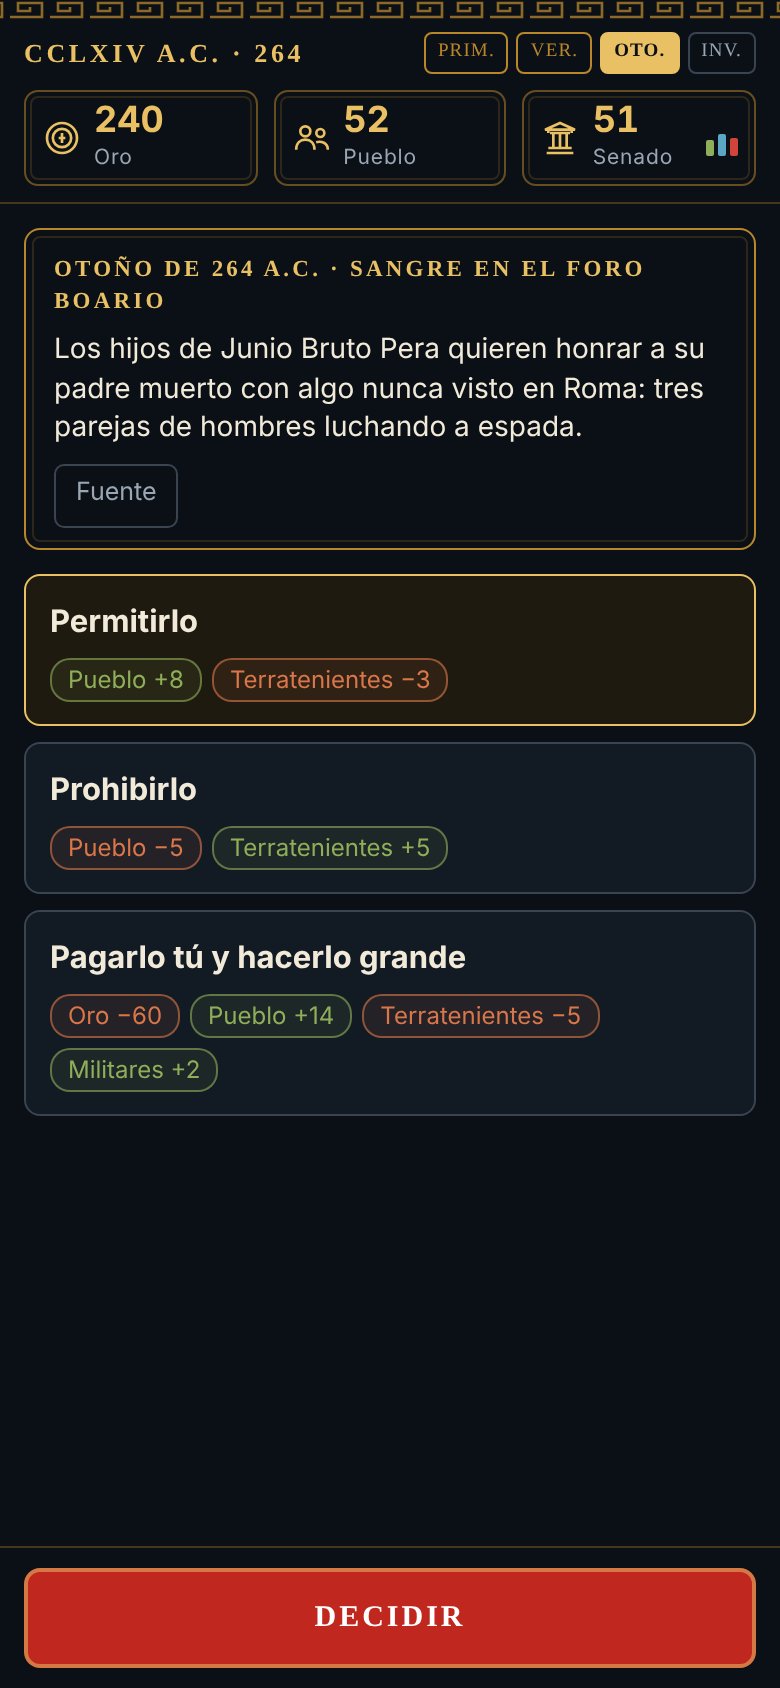 CCLXIV A.C. · 264
PRIM.
VER.
OTO.
INV.
240
Oro
52
Pueblo
51
Senado
OTOÑO DE 264 A.C. · SANGRE EN EL FORO
BOARIO
Los hijos de Junio Bruto Pera quieren honrar a su
padre muerto con algo nunca visto en Roma: tres
parejas de hombres luchando a espada.
Fuente
Permitirlo
Pueblo +8
Terratenientes −3
Prohibirlo
Pueblo −5
Terratenientes +5
Pagarlo tú y hacerlo grande
Oro −60
Pueblo +14
Terratenientes −5
Militares +2
DECIDIR